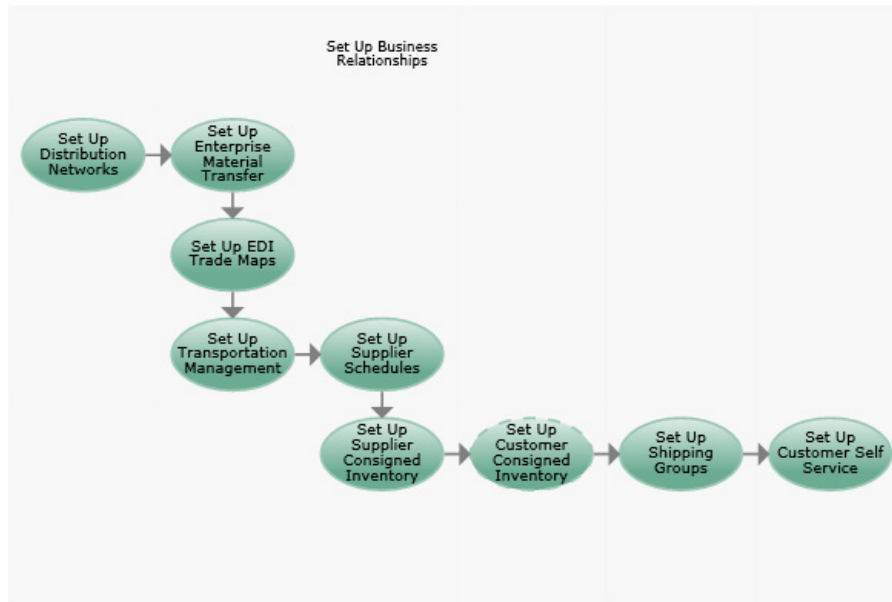 Set Up Business
Relationships
Set Up
Distribution
Networks
Set Up
Enterprise
Material
Transfer
Set Up EDI
Trade Maps
Set Up
Transportation
Management
Set Up
Supplier
Schedules
Set Up
Supplier
Consigned
Inventory
Set Up
Customer
Consigned
Inventory
Set Up
Shipping
Groups
Set Up
Customer Self
Service